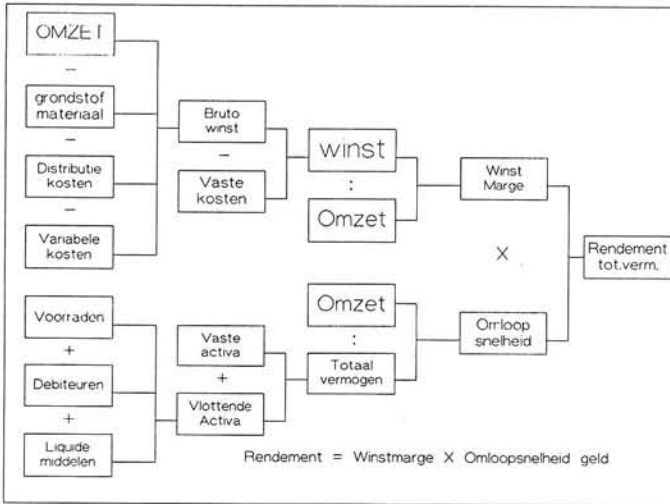 OMZET
–
grondstof
materiaal
–
Distributie
kosten
–
Variabele
kosten
Bruto
winst
–
Vaste
kosten
winst
:
Omzet
Winst
Marge
X
Rendement
tot.verm.
Voorraden
+
Debiteuren
+
Liquide
middelen
Vaste
activa
+
Vlottende
Activa
Omzet
:
Totaal
vermogen
Omloop
snelheid
Rendement = Winstmarge X Omloopsnelheid geld